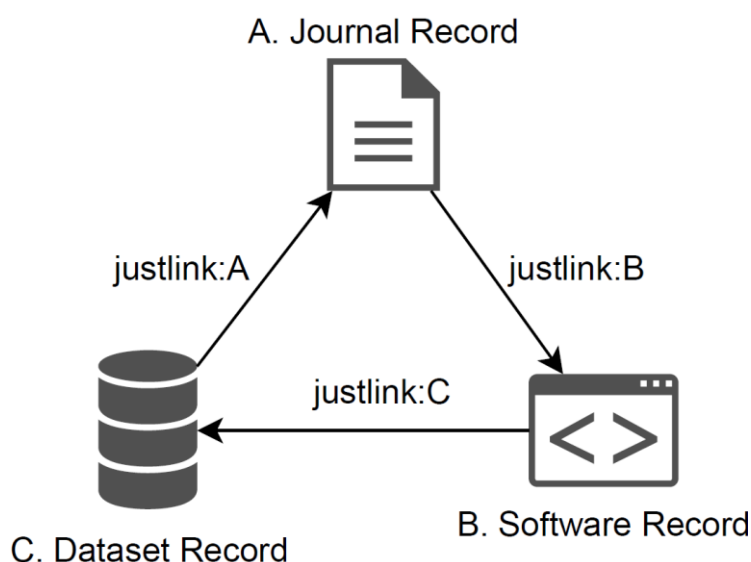 A. Journal Record
justlink:A
justlink:B
justlink:C
B. Software Record
C. Dataset Record